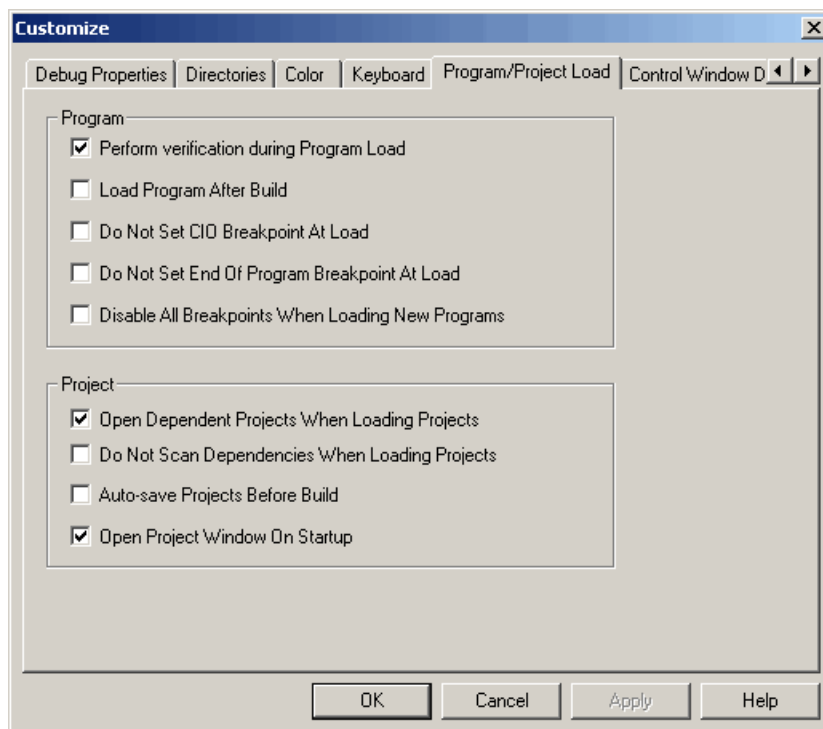 Customize
Debug Properties Directories Color Keyboard Program/Project Load Control Window D
Program
Perform verification during Program Load
Load Program After Build
Do Not Set CIO Breakpoint At Load
Do Not Set End Of Program Breakpoint At Load
Disable All Breakpoints When Loading New Programs
Project
Open Dependent Projects When Loading Projects
Do Not Scan Dependencies When Loading Projects
Auto-save Projects Before Build
Open Project Window On Startup
OK Cancel Apply Help